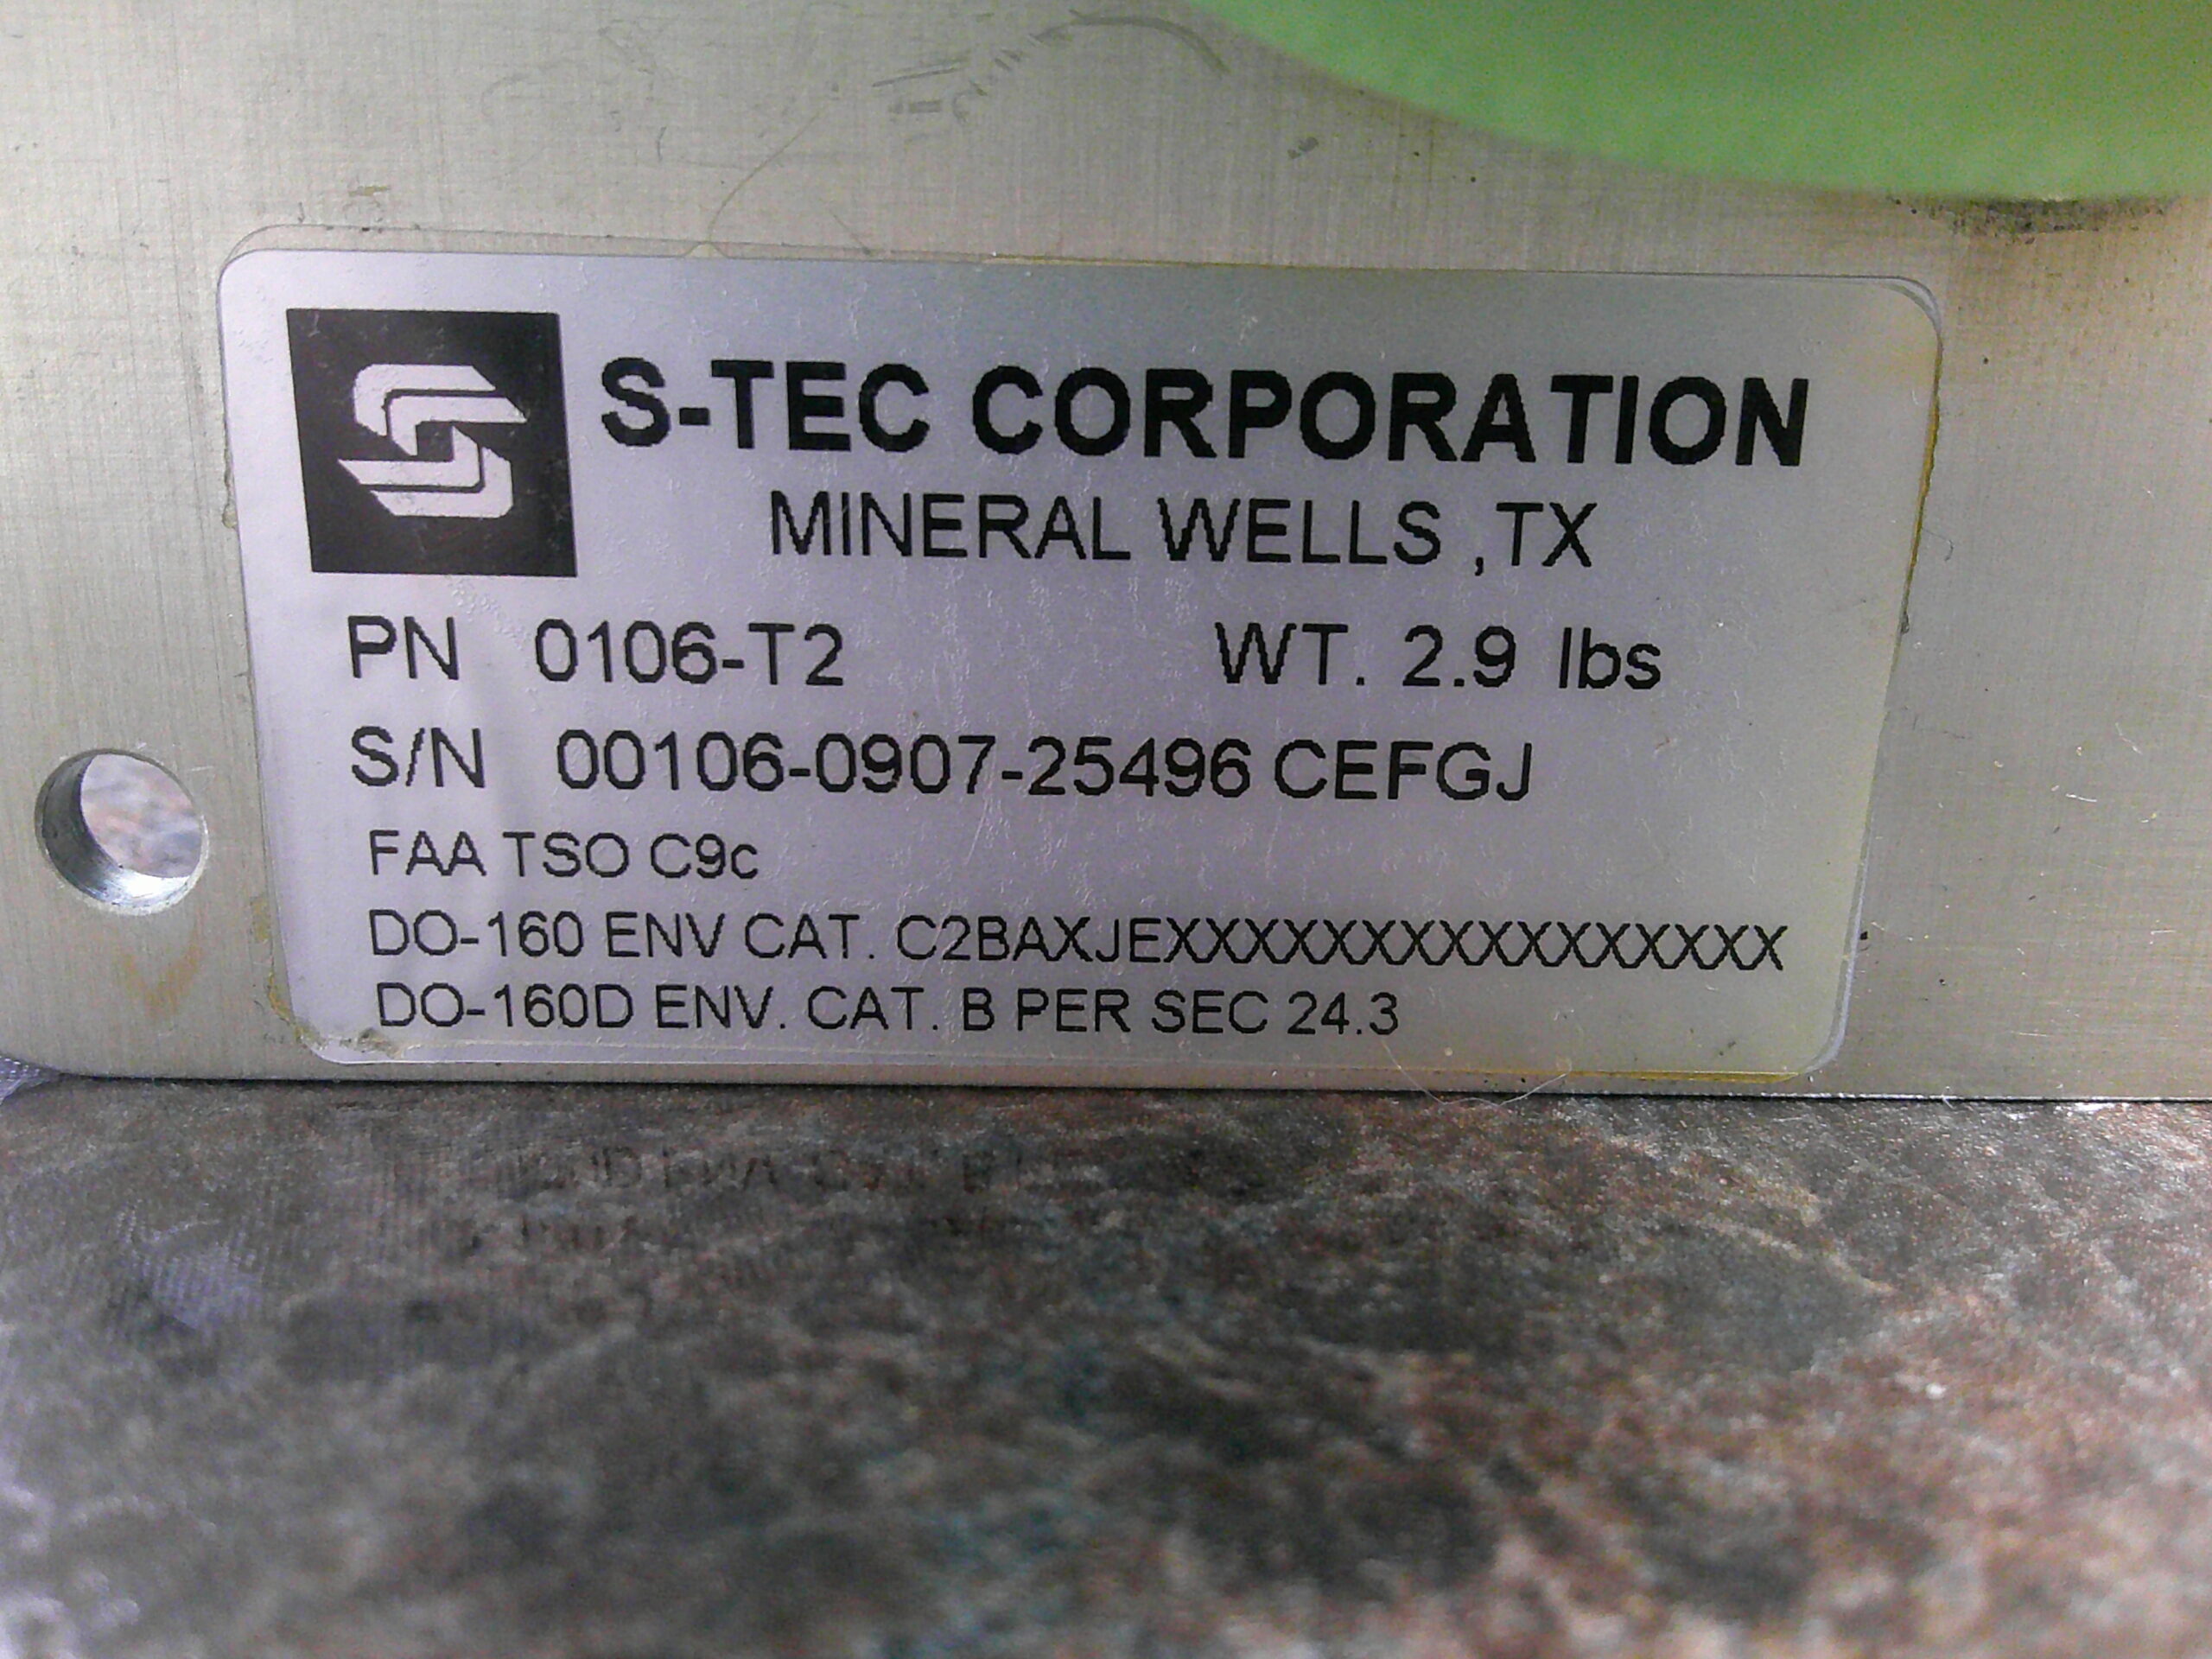 S-TEC CORPORATION
MINERAL WELLS ,TX
PN 0106-T2 WT. 2.9 lbs
S/N 00106-0907-25496 CEFGJ
FAA TSO C9c
DO-160 ENV CAT. C2BAXJEXXXXXXXXXXXXXXXX
DO-160D ENV. CAT. B PER SEC 24.3